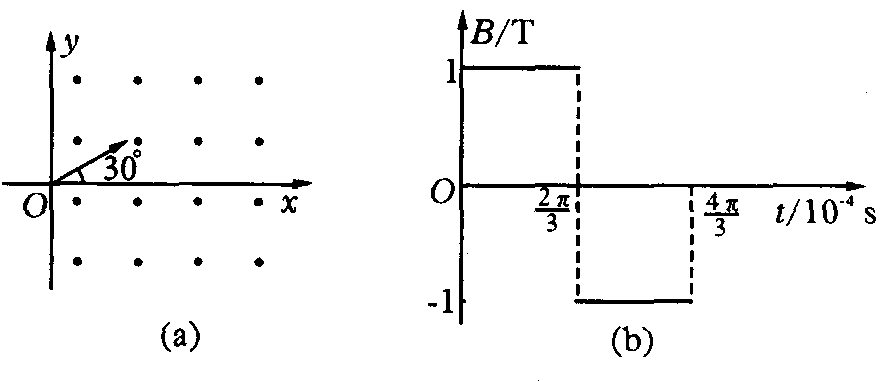 y
30°
O
x
(a)
B/T
1
O
2π/3
4π/3
t/10⁻⁴ s
-1
(b)